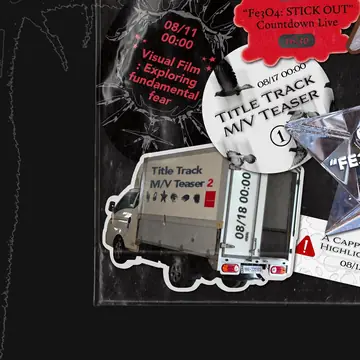 "Fe3O4: STICK OUT"
Countdown Live
08/11
00:00
Visual Film
: Exploring
fundamental
fear
08/17 00:00
Title Track
M/V Teaser
1
"FE
Title Track
M/V Teaser 2
08/18 00:00
A Capp
Highlig
08/1